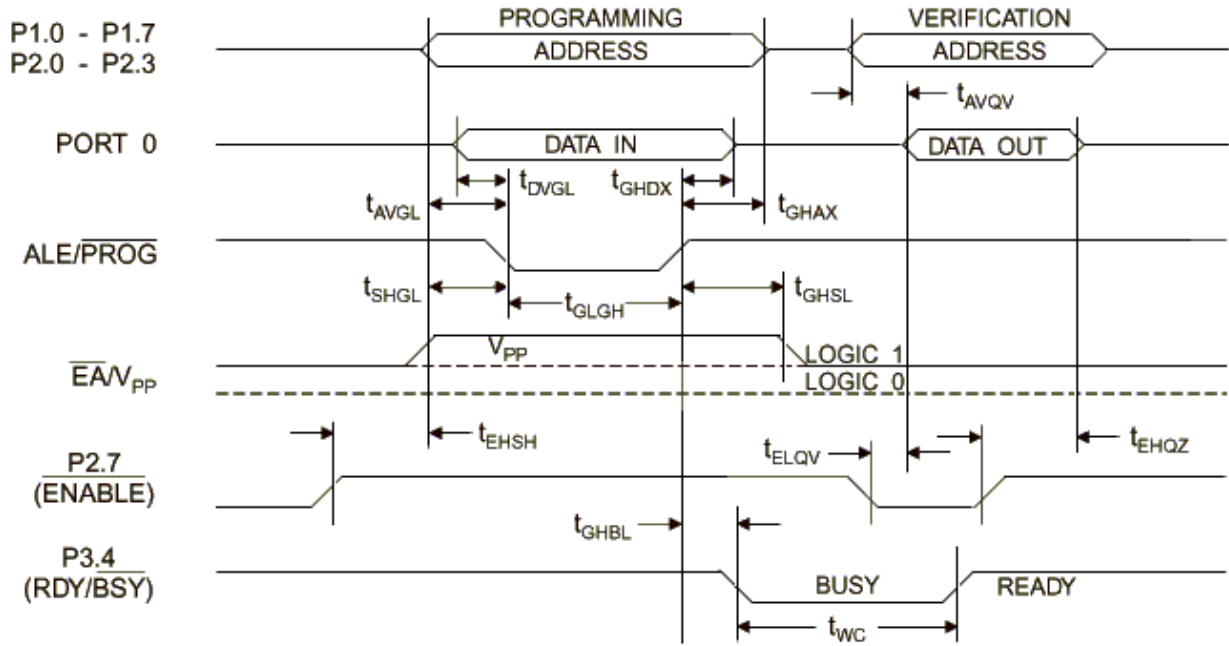 PROGRAMMING VERIFICATION
P1.0 - P1.7
P2.0 - P2.3
ADDRESS ADDRESS
tAVQV
PORT 0 DATA IN DATA OUT
tDVGL tGHDX
tAVGL tGHAX
ALE/PROG
tSHGL tGLGH tGHSL
VPP LOGIC 1
EA/VPP LOGIC 0
tEHSH tELQV tEHQZ
P2.7
(ENABLE)
tGHBL
P3.4
(RDY/BSY) BUSY READY
tWC